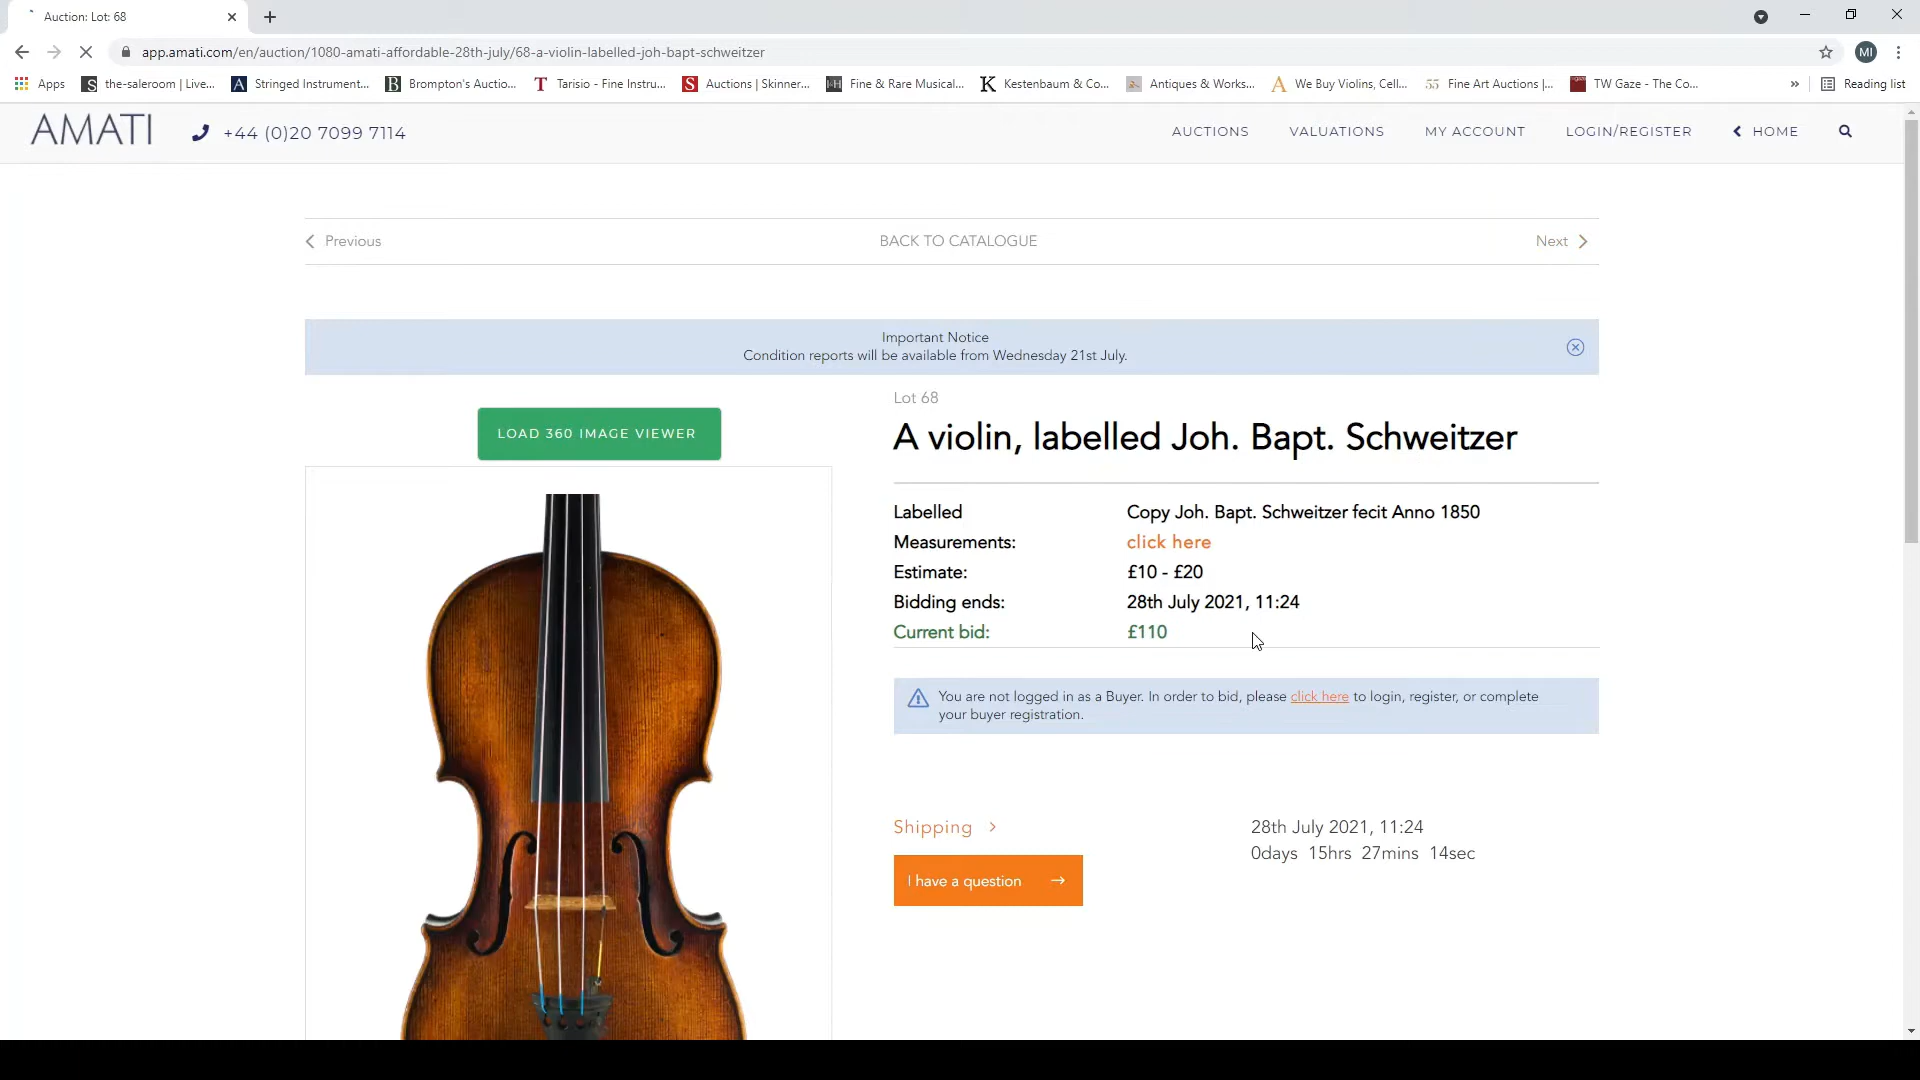 Auction: Lot: 68
app.amati.com/en/auction/1080-amati-affordable-28th-july/68-a-violin-labelled-joh-bapt-schweitzer
MI
Apps
the-saleroom | Live...
Stringed Instrument...
Brompton's Auctio...
Tarisio - Fine Instru...
Auctions | Skinner...
Fine & Rare Musical...
Kestenbaum & Co...
Antiques & Works...
We Buy Violins, Cell...
Fine Art Auctions |...
TW Gaze - The Co...
»
Reading list
AMATI
+44 (0)20 7099 7114
AUCTIONS
VALUATIONS
MY ACCOUNT
LOGIN/REGISTER
HOME
Previous
BACK TO CATALOGUE
Next
Important Notice
Condition reports will be available from Wednesday 21st July.
LOAD 360 IMAGE VIEWER
Lot 68
A violin, labelled Joh. Bapt. Schweitzer
Labelled Copy Joh. Bapt. Schweitzer fecit Anno 1850
Measurements: click here
Estimate: £10 - £20
Bidding ends: 28th July 2021, 11:24
Current bid: £110
You are not logged in as a Buyer. In order to bid, please click here to login, register, or complete
your buyer registration.
Shipping
28th July 2021, 11:24
0days 15hrs 27mins 14sec
I have a question